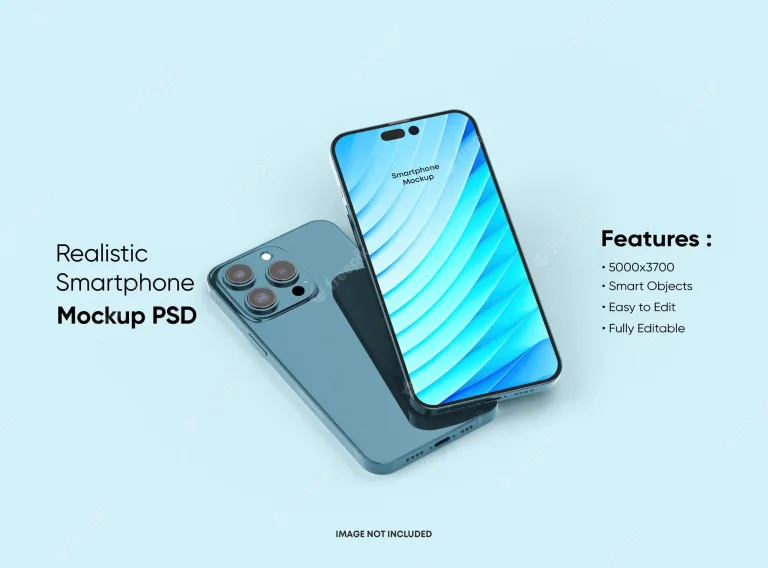 Realistic
Smartphone
Mockup PSD
Smartphone
Mockup
Features :
• 5000x3700
• Smart Objects
• Easy to Edit
• Fully Editable
IMAGE NOT INCLUDED